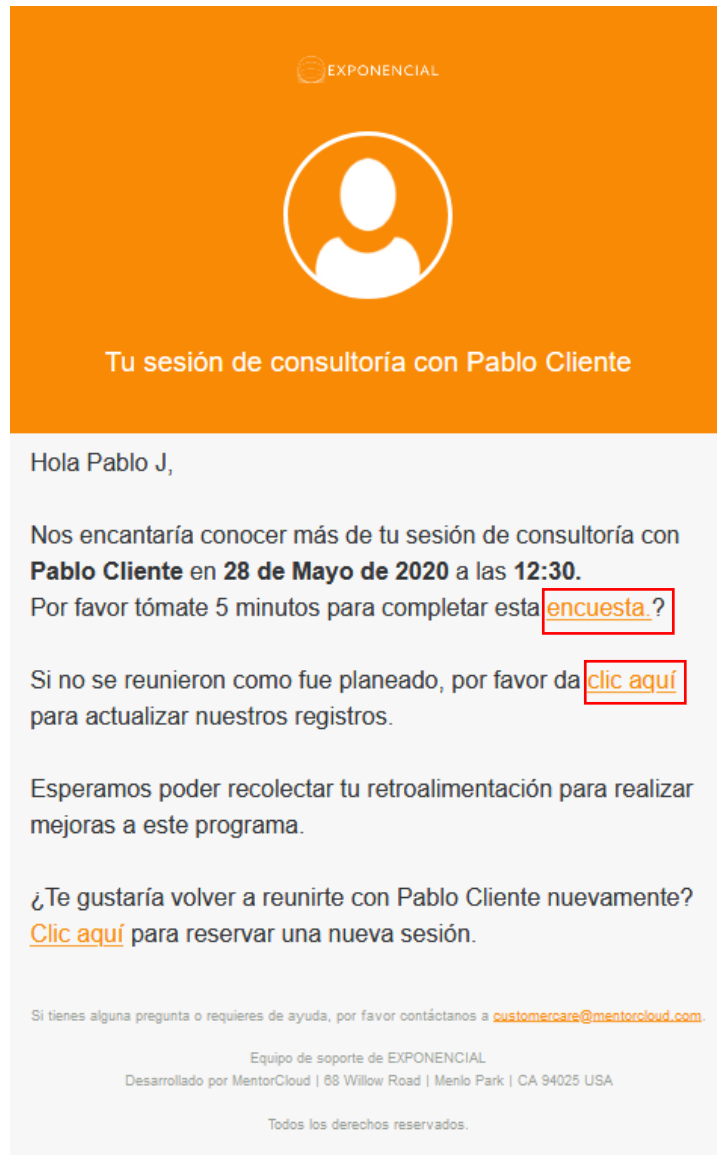 EXPONENCIAL
Tu sesión de consultoría con Pablo Cliente
Hola Pablo J,
Nos encantaría conocer más de tu sesión de consultoría con
Pablo Cliente en 28 de Mayo de 2020 a las 12:30.
Por favor tómate 5 minutos para completar esta encuesta.?
Si no se reunieron como fue planeado, por favor da clic aquí
para actualizar nuestros registros.
Esperamos poder recolectar tu retroalimentación para realizar
mejoras a este programa.
¿Te gustaría volver a reunirte con Pablo Cliente nuevamente?
Clic aquí para reservar una nueva sesión.
Si tienes alguna pregunta o requieres de ayuda, por favor contáctanos a customercare@mentorcloud.com.
Equipo de soporte de EXPONENCIAL
Desarrollado por MentorCloud | 68 Willow Road | Menlo Park | CA 94025 USA
Todos los derechos reservados.